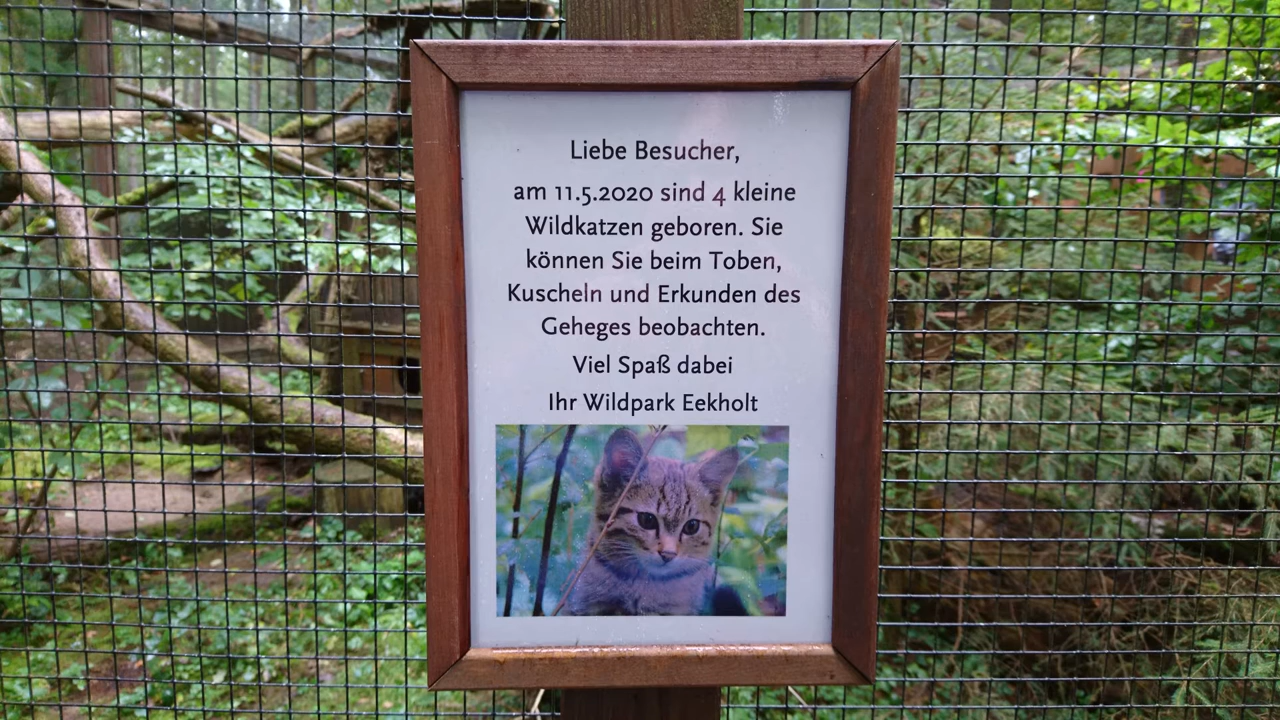 Liebe Besucher,
am 11.5.2020 sind 4 kleine
Wildkatzen geboren. Sie
können Sie beim Toben,
Kuscheln und Erkunden des
Geheges beobachten.
Viel Spaß dabei
Ihr Wildpark Eekholt